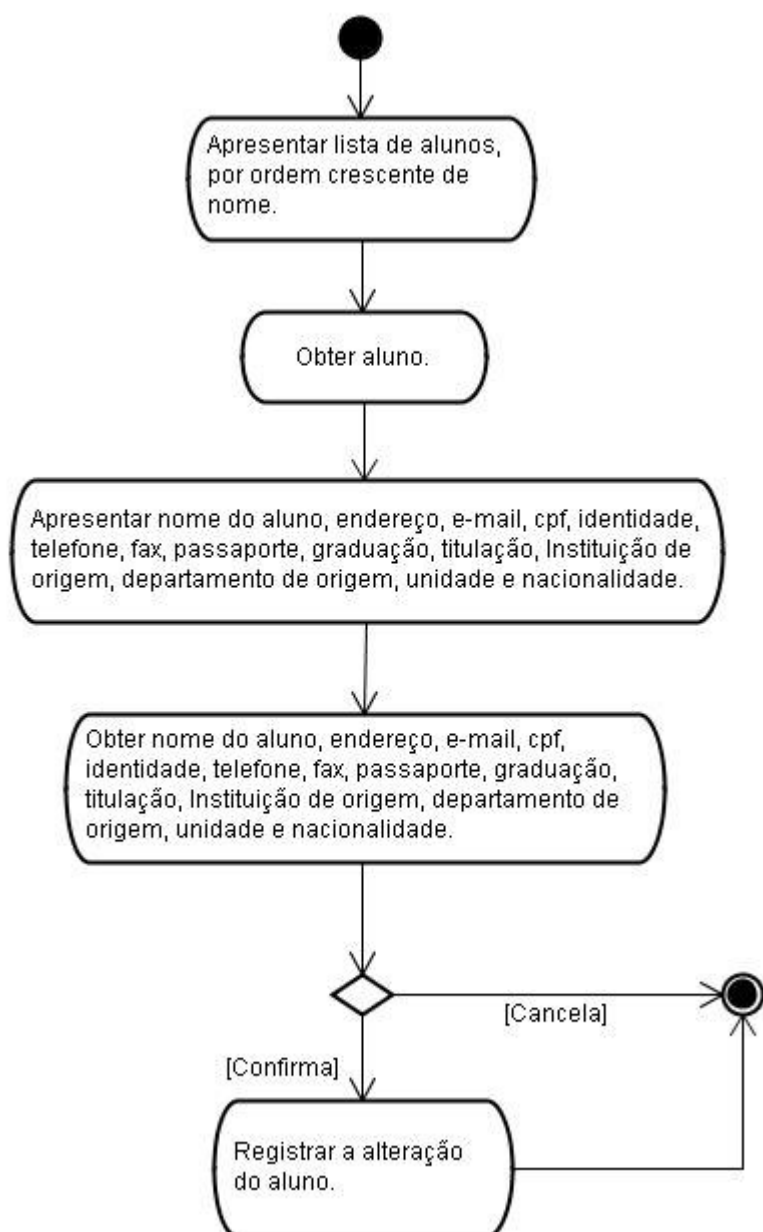 Apresentar lista de alunos,
por ordem crescente de
nome.
Obter aluno.
Apresentar nome do aluno, endereço, e-mail, cpf, identidade,
telefone, fax, passaporte, graduação, titulação, Instituição de
origem, departamento de origem, unidade e nacionalidade.
Obter nome do aluno, endereço, e-mail, cpf,
identidade, telefone, fax, passaporte, graduação,
titulação, Instituição de origem, departamento de
origem, unidade e nacionalidade.
[Cancela]
[Confirma]
Registrar a alteração
do aluno.